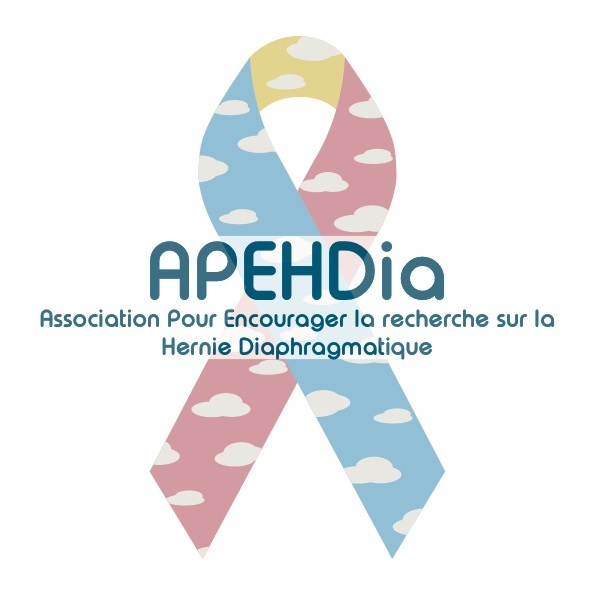 APEHDia
Association Pour Encourager la recherche sur la
Hernie Diaphragmatique